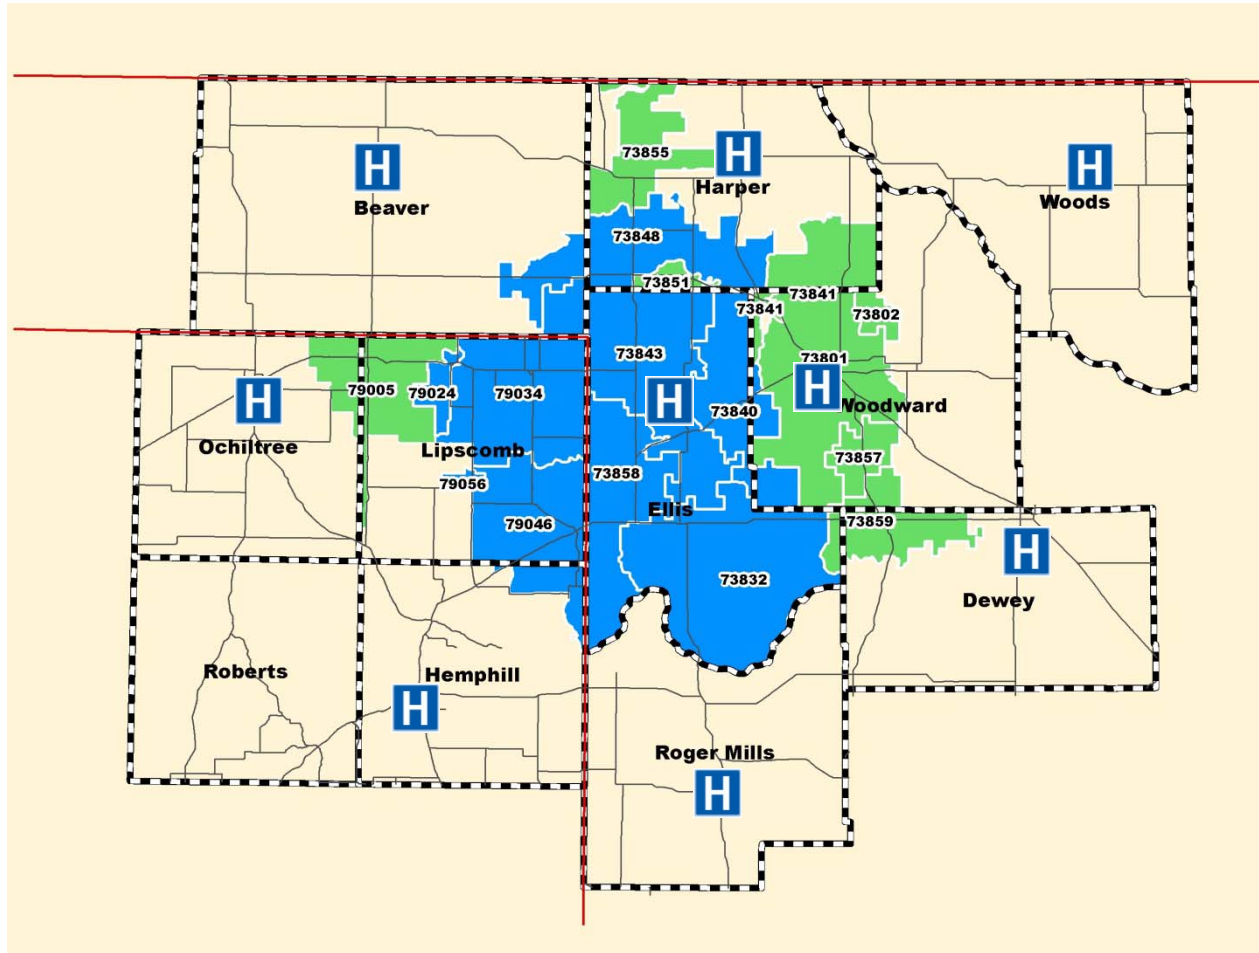 73855
H
H
H
Harper
Beaver
Woods
73848
73851
73841
73841
73802
73843
73801
79005
79024
79034
H
H
H
73840
Woodward
Ochiltree
Lipscomb
73857
73858
79056
Ellis
79046
73859
H
73832
Dewey
Roberts
Hemphill
H
Roger Mills
H